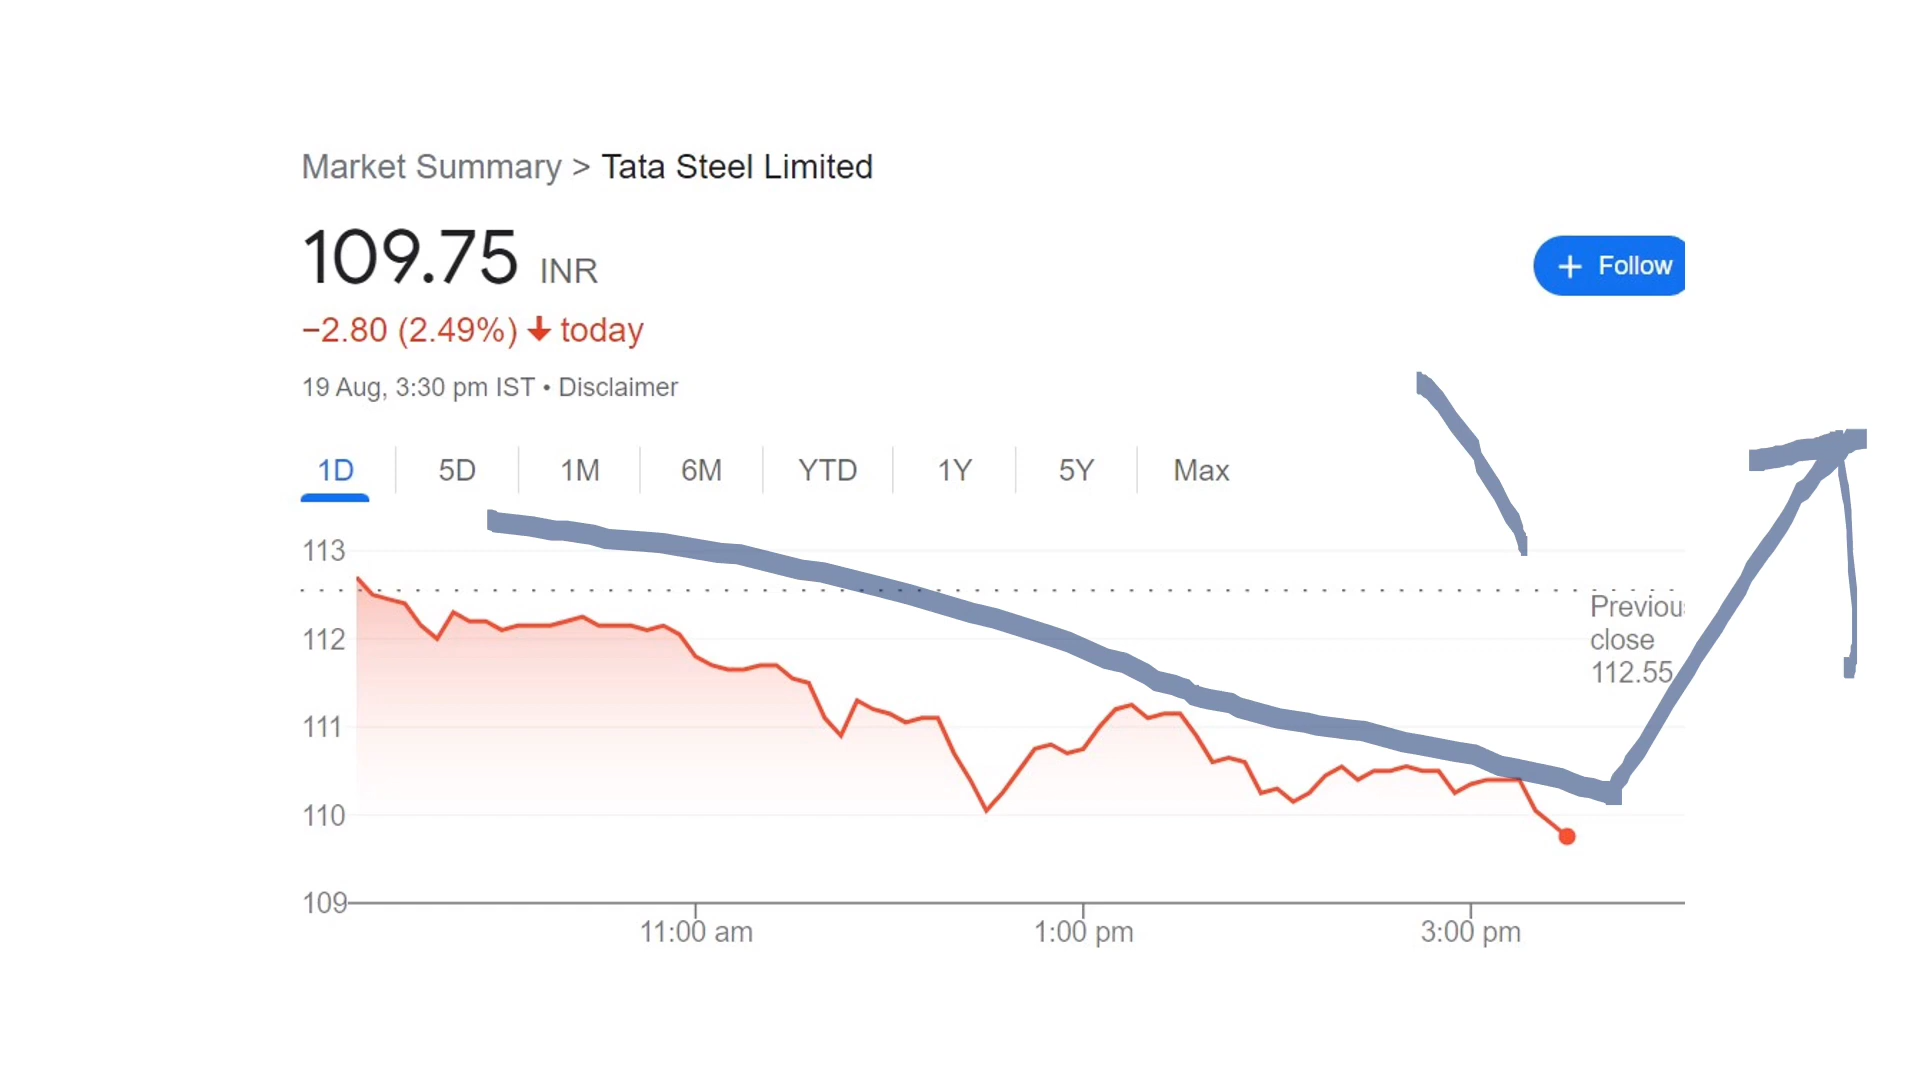 Market Summary > Tata Steel Limited
109.75 INR
+ Follow
−2.80 (2.49%) ↓ today
19 Aug, 3:30 pm IST • Disclaimer
1D 5D 1M 6M YTD 1Y 5Y Max
113
112
111
110
109
Previous
close
112.55
11:00 am 1:00 pm 3:00 pm